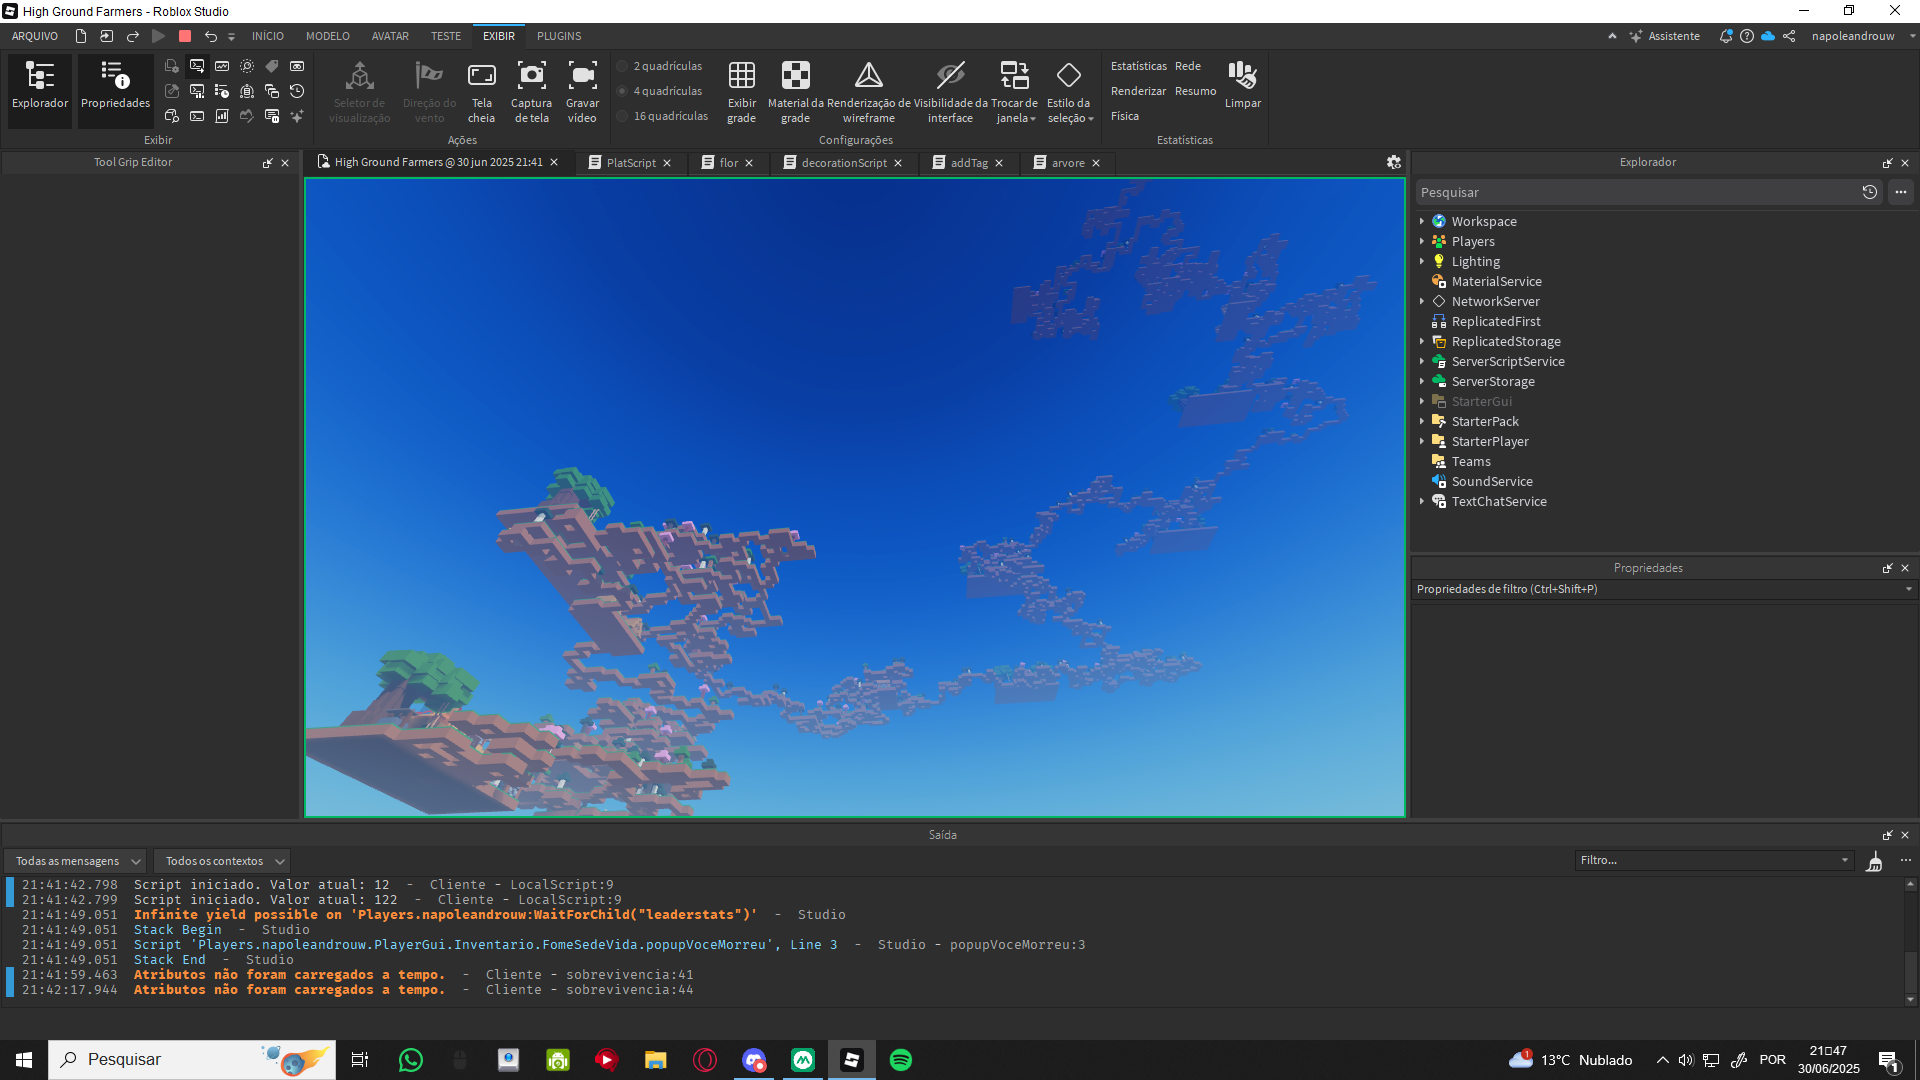 High Ground Farmers - Roblox Studio
ARQUIVO INÍCIO MODELO AVATAR TESTE EXIBIR PLUGINS Assistente napoleandrouw
Explorador Propriedades
Exibir
Seletor de visualização
Direção do vento
Tela cheia
Captura de tela
Gravar vídeo
Ações
2 quadrículas
4 quadrículas
16 quadrículas
Exibir grade
Material da grade
Renderização de wireframe
Visibilidade da interface
Trocar de janela
Estilo da seleção
Configurações
Estatísticas Rede
Renderizar Resumo
Física
Limpar
Estatísticas
Tool Grip Editor
High Ground Farmers @ 30 jun 2025 21:41 PlatScript flor decorationScript addTag arvore
Explorador
Pesquisar
Workspace
Players
Lighting
MaterialService
NetworkServer
ReplicatedFirst
ReplicatedStorage
ServerScriptService
ServerStorage
StarterGui
StarterPack
StarterPlayer
Teams
SoundService
TextChatService
Propriedades
Propriedades de filtro (Ctrl+Shift+P)
Saída
Todas as mensagens Todos os contextos Filtro...
21:41:42.798 Script iniciado. Valor atual: 12 - Cliente - LocalScript:9
21:41:42.799 Script iniciado. Valor atual: 122 - Cliente - LocalScript:9
21:41:49.051 Infinite yield possible on 'Players.napoleandrouw:WaitForChild("leaderstats")' - Studio
21:41:49.051 Stack Begin - Studio
21:41:49.051 Script 'Players.napoleandrouw.PlayerGui.Inventario.FomeSedeVida.popupVoceMorreu', Line 3 - Studio - popupVoceMorreu:3
21:41:49.051 Stack End - Studio
21:41:59.463 Atributos não foram carregados a tempo. - Cliente - sobrevivencia:41
21:42:17.944 Atributos não foram carregados a tempo. - Cliente - sobrevivencia:44
Pesquisar
1
13°C Nublado
POR
21:47
30/06/2025
1